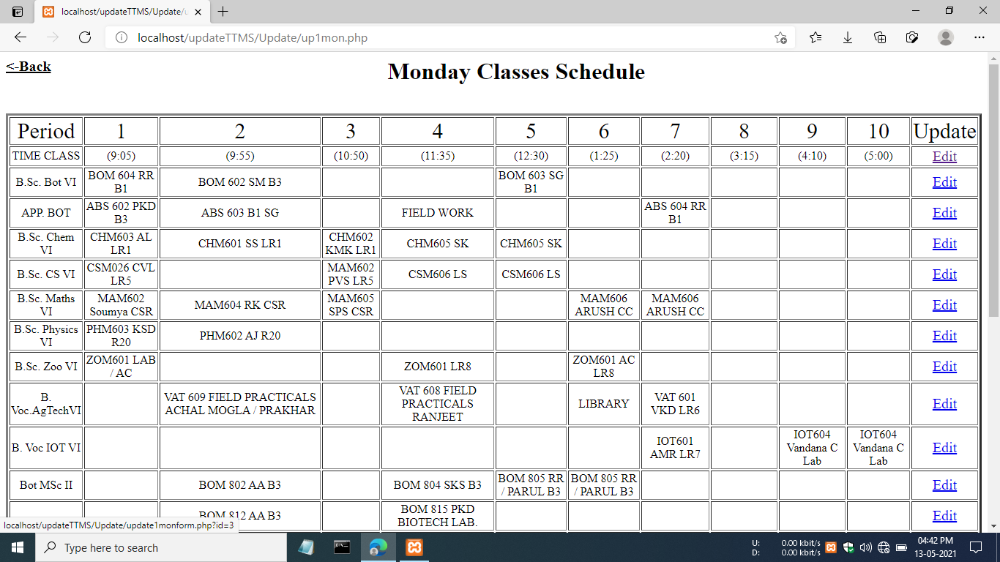 localhost/updateTTMS/Update/u
localhost/updateTTMS/Update/up1mon.php
<-Back
Monday Classes Schedule
Period 1 2 3 4 5 6 7 8 9 10 Update
TIME CLASS (9:05) (9:55) (10:50) (11:35) (12:30) (1:25) (2:20) (3:15) (4:10) (5:00) Edit
B.Sc. Bot VI BOM 604 RR B1 BOM 602 SM B3 BOM 603 SG B1 Edit
APP. BOT ABS 602 PKD B3 ABS 603 B1 SG FIELD WORK ABS 604 RR B1 Edit
B.Sc. Chem VI CHM603 AL LR1 CHM601 SS LR1 CHM602 KMK LR1 CHM605 SK CHM605 SK Edit
B.Sc. CS VI CSM026 CVL LR5 MAM602 PVS LR5 CSM606 LS CSM606 LS Edit
B.Sc. Maths VI MAM602 Soumya CSR MAM604 RK CSR MAM605 SPS CSR MAM606 ARUSH CC MAM606 ARUSH CC Edit
B.Sc. Physics VI PHM603 KSD R20 PHM602 AJ R20 Edit
B.Sc. Zoo VI ZOM601 LAB / AC ZOM601 LR8 ZOM601 AC LR8 Edit
B. Voc.AgTechVI VAT 609 FIELD PRACTICALS ACHAL MOGLA / PRAKHAR VAT 608 FIELD PRACTICALS RANJEET LIBRARY VAT 601 VKD LR6 Edit
B. Voc IOT VI IOT601 AMR LR7 IOT604 Vandana C Lab IOT604 Vandana C Lab Edit
Bot MSc II BOM 802 AA B3 BOM 804 SKS B3 BOM 805 RR / PARUL B3 BOM 805 RR / PARUL B3 Edit
BOM 812 AA B3 BOM 815 PKD BIOTECH LAB. Edit
localhost/updateTTMS/Update/update1monform.php?id=3
Type here to search
U: 0.00 kbit/s
D: 0.00 kbit/s
04:42 PM
13-05-2021